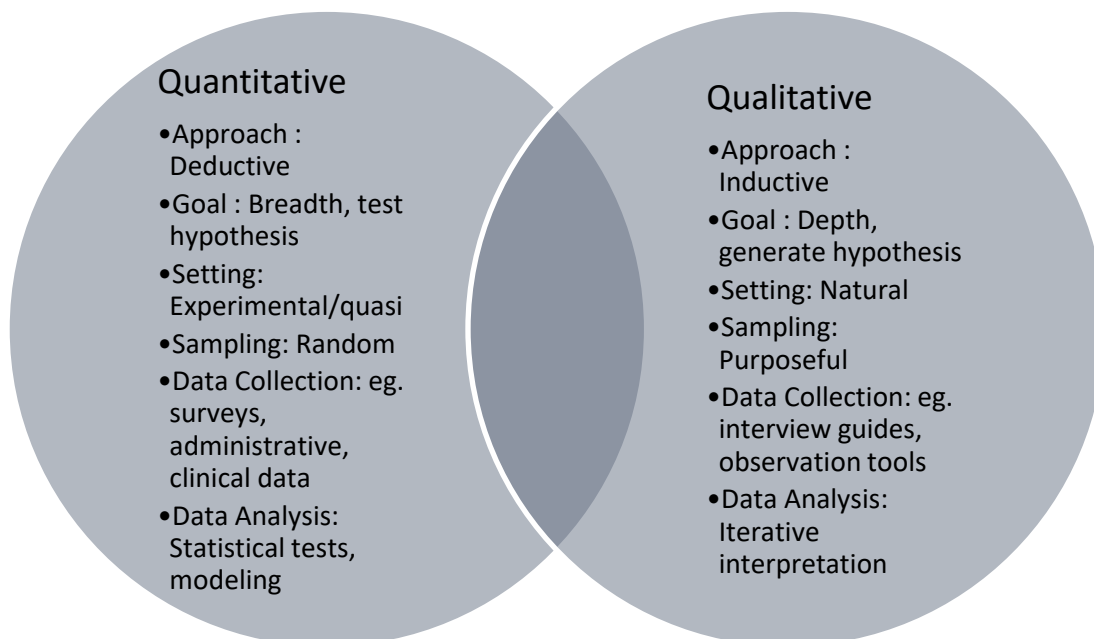 Quantitative
•Approach :
Deductive
•Goal : Breadth, test
hypothesis
•Setting:
Experimental/quasi
•Sampling: Random
•Data Collection: eg.
surveys,
administrative,
clinical data
•Data Analysis:
Statistical tests,
modeling
Qualitative
•Approach :
Inductive
•Goal : Depth,
generate hypothesis
•Setting: Natural
•Sampling:
Purposeful
•Data Collection: eg.
interview guides,
observation tools
•Data Analysis:
Iterative
interpretation